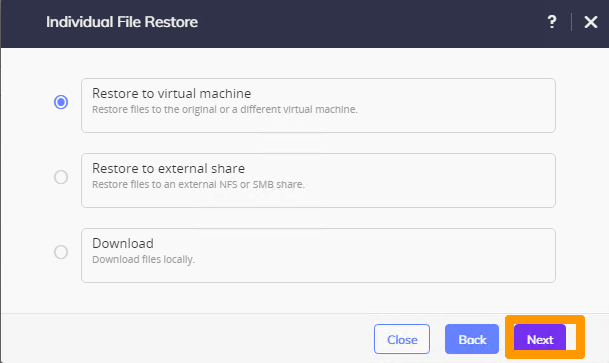 Individual File Restore ?
Restore to virtual machine
Restore files to the original or a different virtual machine.
Restore to external share
Restore files to an external NFS or SMB share.
Download
Download files locally.
Close Back Next